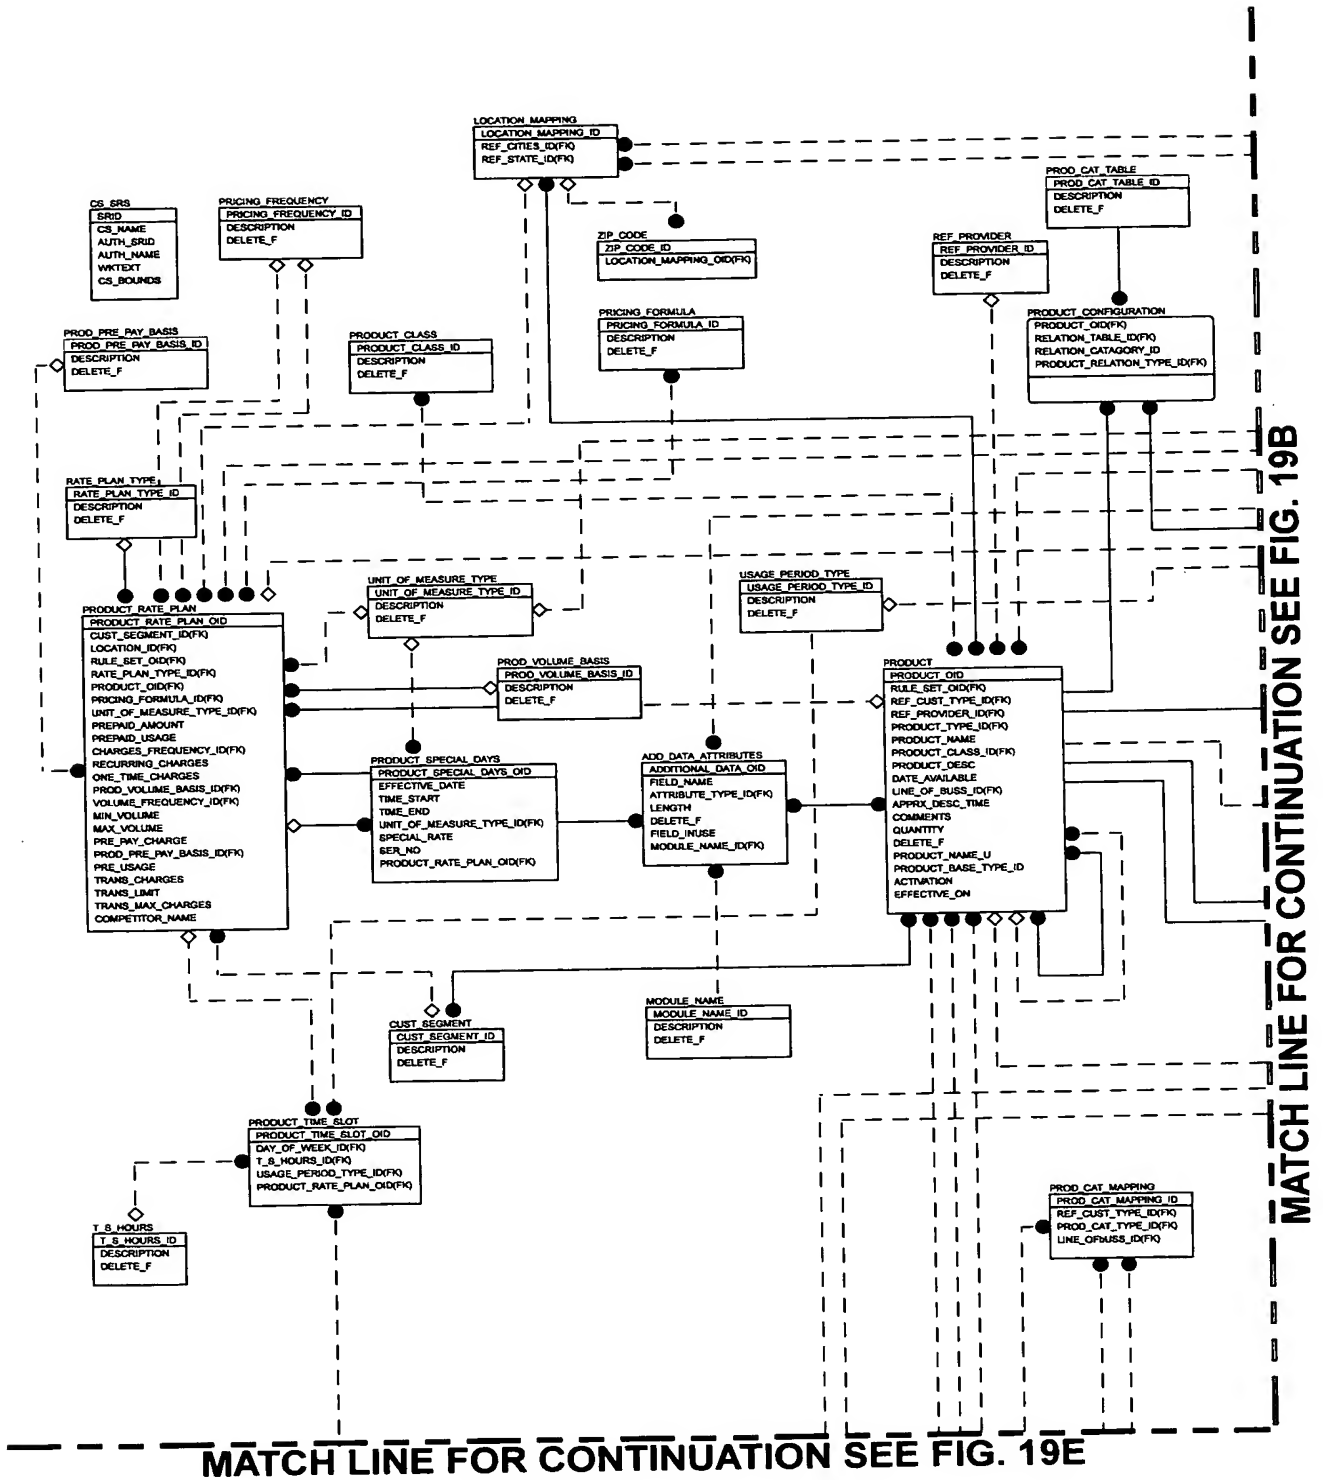 LOCATION_MAPPING
LOCATION_MAPPING_ID
REF_CITIES_ID(FK)
REF_STATE_ID(FK)
PROD_CAT_TABLE
PROD_CAT_TABLE_ID
DESCRIPTION
DELETE_F
CS_SRS
SRID
CS_NAME
AUTH_SRID
AUTH_NAME
WKTEXT
CS_BOUNDS
PRICING_FREQUENCY
PRICING_FREQUENCY_ID
DESCRIPTION
DELETE_F
ZIP_CODE
ZIP_CODE_ID
LOCATION_MAPPING_OID(FK)
REF_PROVIDER
REF_PROVIDER_ID
DESCRIPTION
DELETE_F
PROD_PRE_PAY_BASIS
PROD_PRE_PAY_BASIS_ID
DESCRIPTION
DELETE_F
PRODUCT_CLASS
PRODUCT_CLASS_ID
DESCRIPTION
DELETE_F
PRICING_FORMULA
PRICING_FORMULA_ID
DESCRIPTION
DELETE_F
PRODUCT_CONFIGURATION
PRODUCT_OID(FK)
RELATION_TABLE_ID(FK)
RELATION_CATAGORY_ID
PRODUCT_RELATION_TYPE_ID(FK)
RATE_PLAN_TYPE
RATE_PLAN_TYPE_ID
DESCRIPTION
DELETE_F
UNIT_OF_MEASURE_TYPE
UNIT_OF_MEASURE_TYPE_ID
DESCRIPTION
DELETE_F
USAGE_PERIOD_TYPE
USAGE_PERIOD_TYPE_ID
DESCRIPTION
DELETE_F
PRODUCT_RATE_PLAN
PRODUCT_RATE_PLAN_OID
CUST_SEGMENT_ID(FK)
LOCATION_ID(FK)
RULE_SET_OID(FK)
RATE_PLAN_TYPE_ID(FK)
PRODUCT_OID(FK)
PRICING_FORMULA_ID(FK)
UNIT_OF_MEASURE_TYPE_ID(FK)
PREPAID_AMOUNT
PREPAID_USAGE
CHARGES_FREQUENCY_ID(FK)
RECURRING_CHARGES
ONE_TIME_CHARGES
PROD_VOLUME_BASIS_ID(FK)
VOLUME_FREQUENCY_ID(FK)
MIN_VOLUME
MAX_VOLUME
PRE_PAY_CHARGE
PROD_PRE_PAY_BASIS_ID(FK)
PRE_USAGE
TRANS_CHARGES
TRANS_LIMIT
TRANS_MAX_CHARGES
COMPETITOR_NAME
PROD_VOLUME_BASIS
PROD_VOLUME_BASIS_ID
DESCRIPTION
DELETE_F
PRODUCT
PRODUCT_OID
RULE_SET_OID(FK)
REF_CUST_TYPE_ID(FK)
REF_PROVIDER_ID(FK)
PRODUCT_TYPE_ID(FK)
PRODUCT_NAME
PRODUCT_CLASS_ID(FK)
PRODUCT_DESC
DATE_AVAILABLE
LINE_OF_BUSS_ID(FK)
APPRX_DESC_TIME
COMMENTS
QUANTITY
DELETE_F
PRODUCT_NAME_U
PRODUCT_BASE_TYPE_ID
ACTIVATION
EFFECTIVE_ON
PRODUCT_SPECIAL_DAYS
PRODUCT_SPECIAL_DAYS_OID
EFFECTIVE_DATE
TIME_START
TIME_END
UNIT_OF_MEASURE_TYPE_ID(FK)
SPECIAL_RATE
SER_NO
PRODUCT_RATE_PLAN_OID(FK)
ADD_DATA_ATTRIBUTES
ADDITIONAL_DATA_OID
FIELD_NAME
ATTRIBUTE_TYPE_ID(FK)
LENGTH
DELETE_F
FIELD_INUSE
MODULE_NAME_ID(FK)
CUST_SEGMENT
CUST_SEGMENT_ID
DESCRIPTION
DELETE_F
MODULE_NAME
MODULE_NAME_ID
DESCRIPTION
DELETE_F
PRODUCT_TIME_SLOT
PRODUCT_TIME_SLOT_OID
DAY_OF_WEEK_ID(FK)
T_S_HOURS_ID(FK)
USAGE_PERIOD_TYPE_ID(FK)
PRODUCT_RATE_PLAN_OID(FK)
T_S_HOURS
T_S_HOURS_ID
DESCRIPTION
DELETE_F
PROD_CAT_MAPPING
PROD_CAT_MAPPING_ID
REF_CUST_TYPE_ID(FK)
PROD_CAT_TYPE_ID(FK)
LINE_OFbUSS_ID(FK)
MATCH LINE FOR CONTINUATION SEE FIG. 19B
MATCH LINE FOR CONTINUATION SEE FIG. 19E